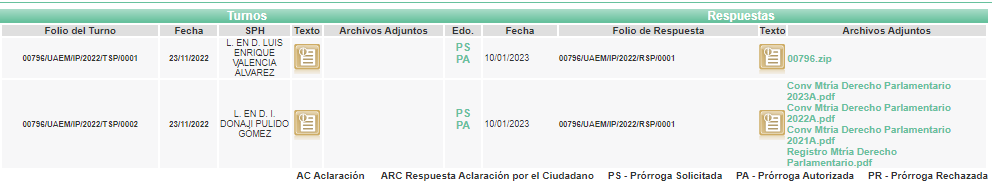 Turnos Respuestas
Folio del Turno Fecha SPH Texto Archivos Adjuntos Edo. Fecha Folio de Respuesta Texto Archivos Adjuntos
00796/UAEM/IP/2022/TSP/0001 23/11/2022
L. EN D. LUIS
ENRIQUE
VALENCIA
ÁLVAREZ
PS
PA
10/01/2023 00796/UAEM/IP/2022/RSP/0001 00796.zip
00796/UAEM/IP/2022/TSP/0002 23/11/2022
L. EN D. I.
DONAJI PULIDO
GÓMEZ
PS
PA
10/01/2023 00796/UAEM/IP/2022/RSP/0001
Conv Mtría Derecho Parlamentario
2023A.pdf
Conv Mtría Derecho Parlamentario
2022A.pdf
Conv Mtría Derecho Parlamentario
2021A.pdf
Registro Mtría Derecho
Parlamentario.pdf
AC Aclaración ARC Respuesta Aclaración por el Ciudadano PS - Prórroga Solicitada PA - Prórroga Autorizada PR - Prórroga Rechazada